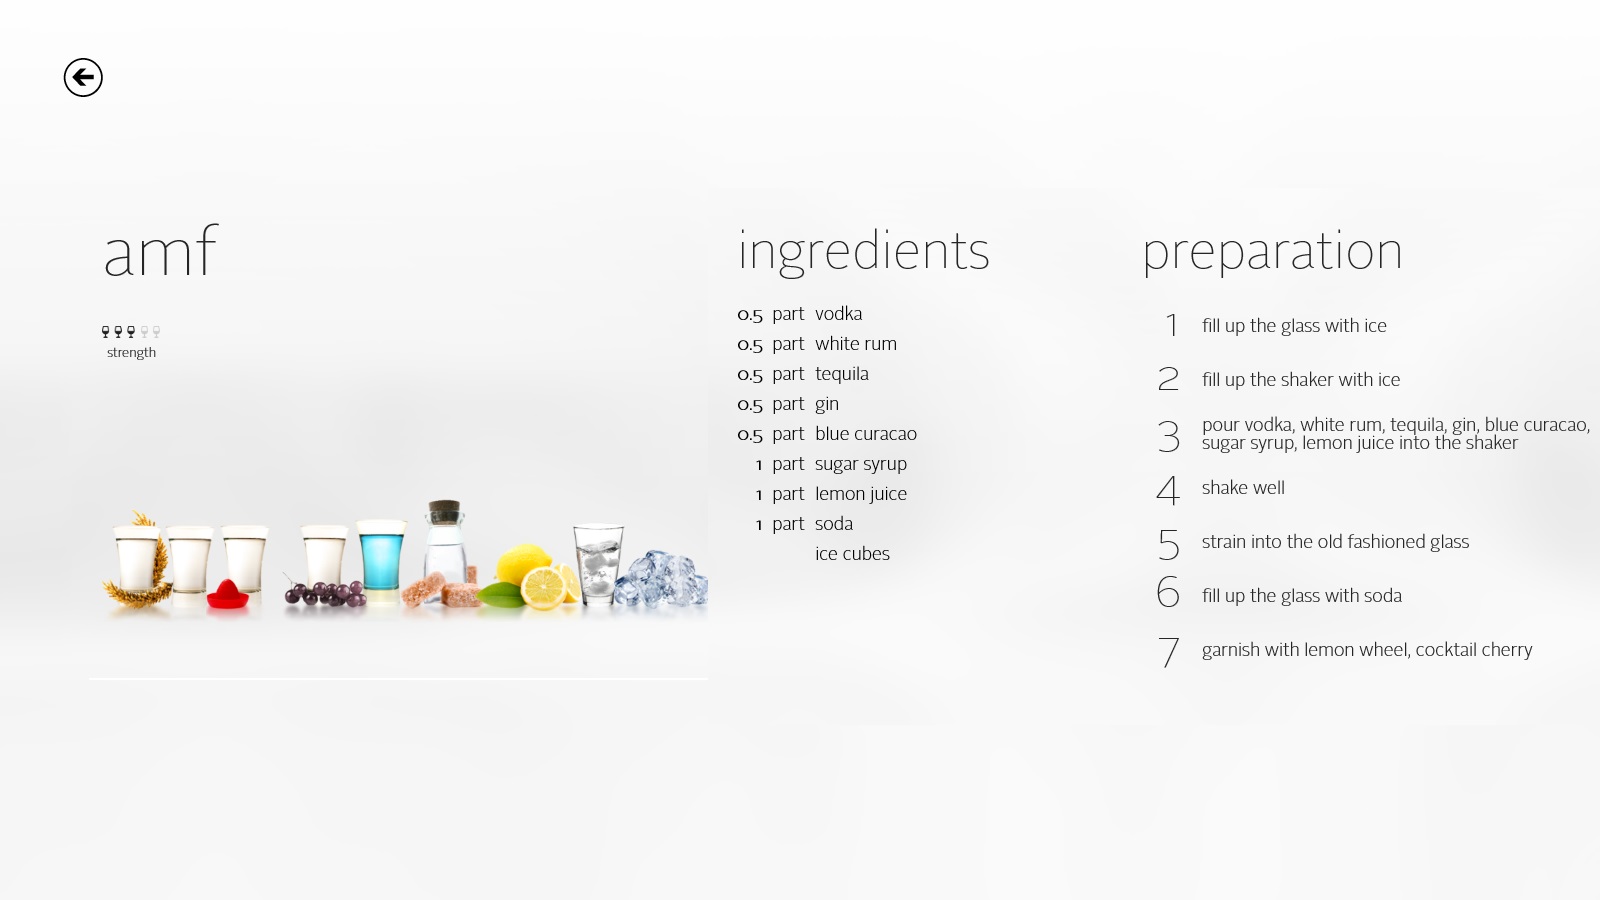 amf
strength
ingredients
0.5 part vodka
0.5 part white rum
0.5 part tequila
0.5 part gin
0.5 part blue curacao
1 part sugar syrup
1 part lemon juice
1 part soda
ice cubes
preparation
1 fill up the glass with ice
2 fill up the shaker with ice
3 pour vodka, white rum, tequila, gin, blue curacao,
sugar syrup, lemon juice into the shaker
4 shake well
5 strain into the old fashioned glass
6 fill up the glass with soda
7 garnish with lemon wheel, cocktail cherry